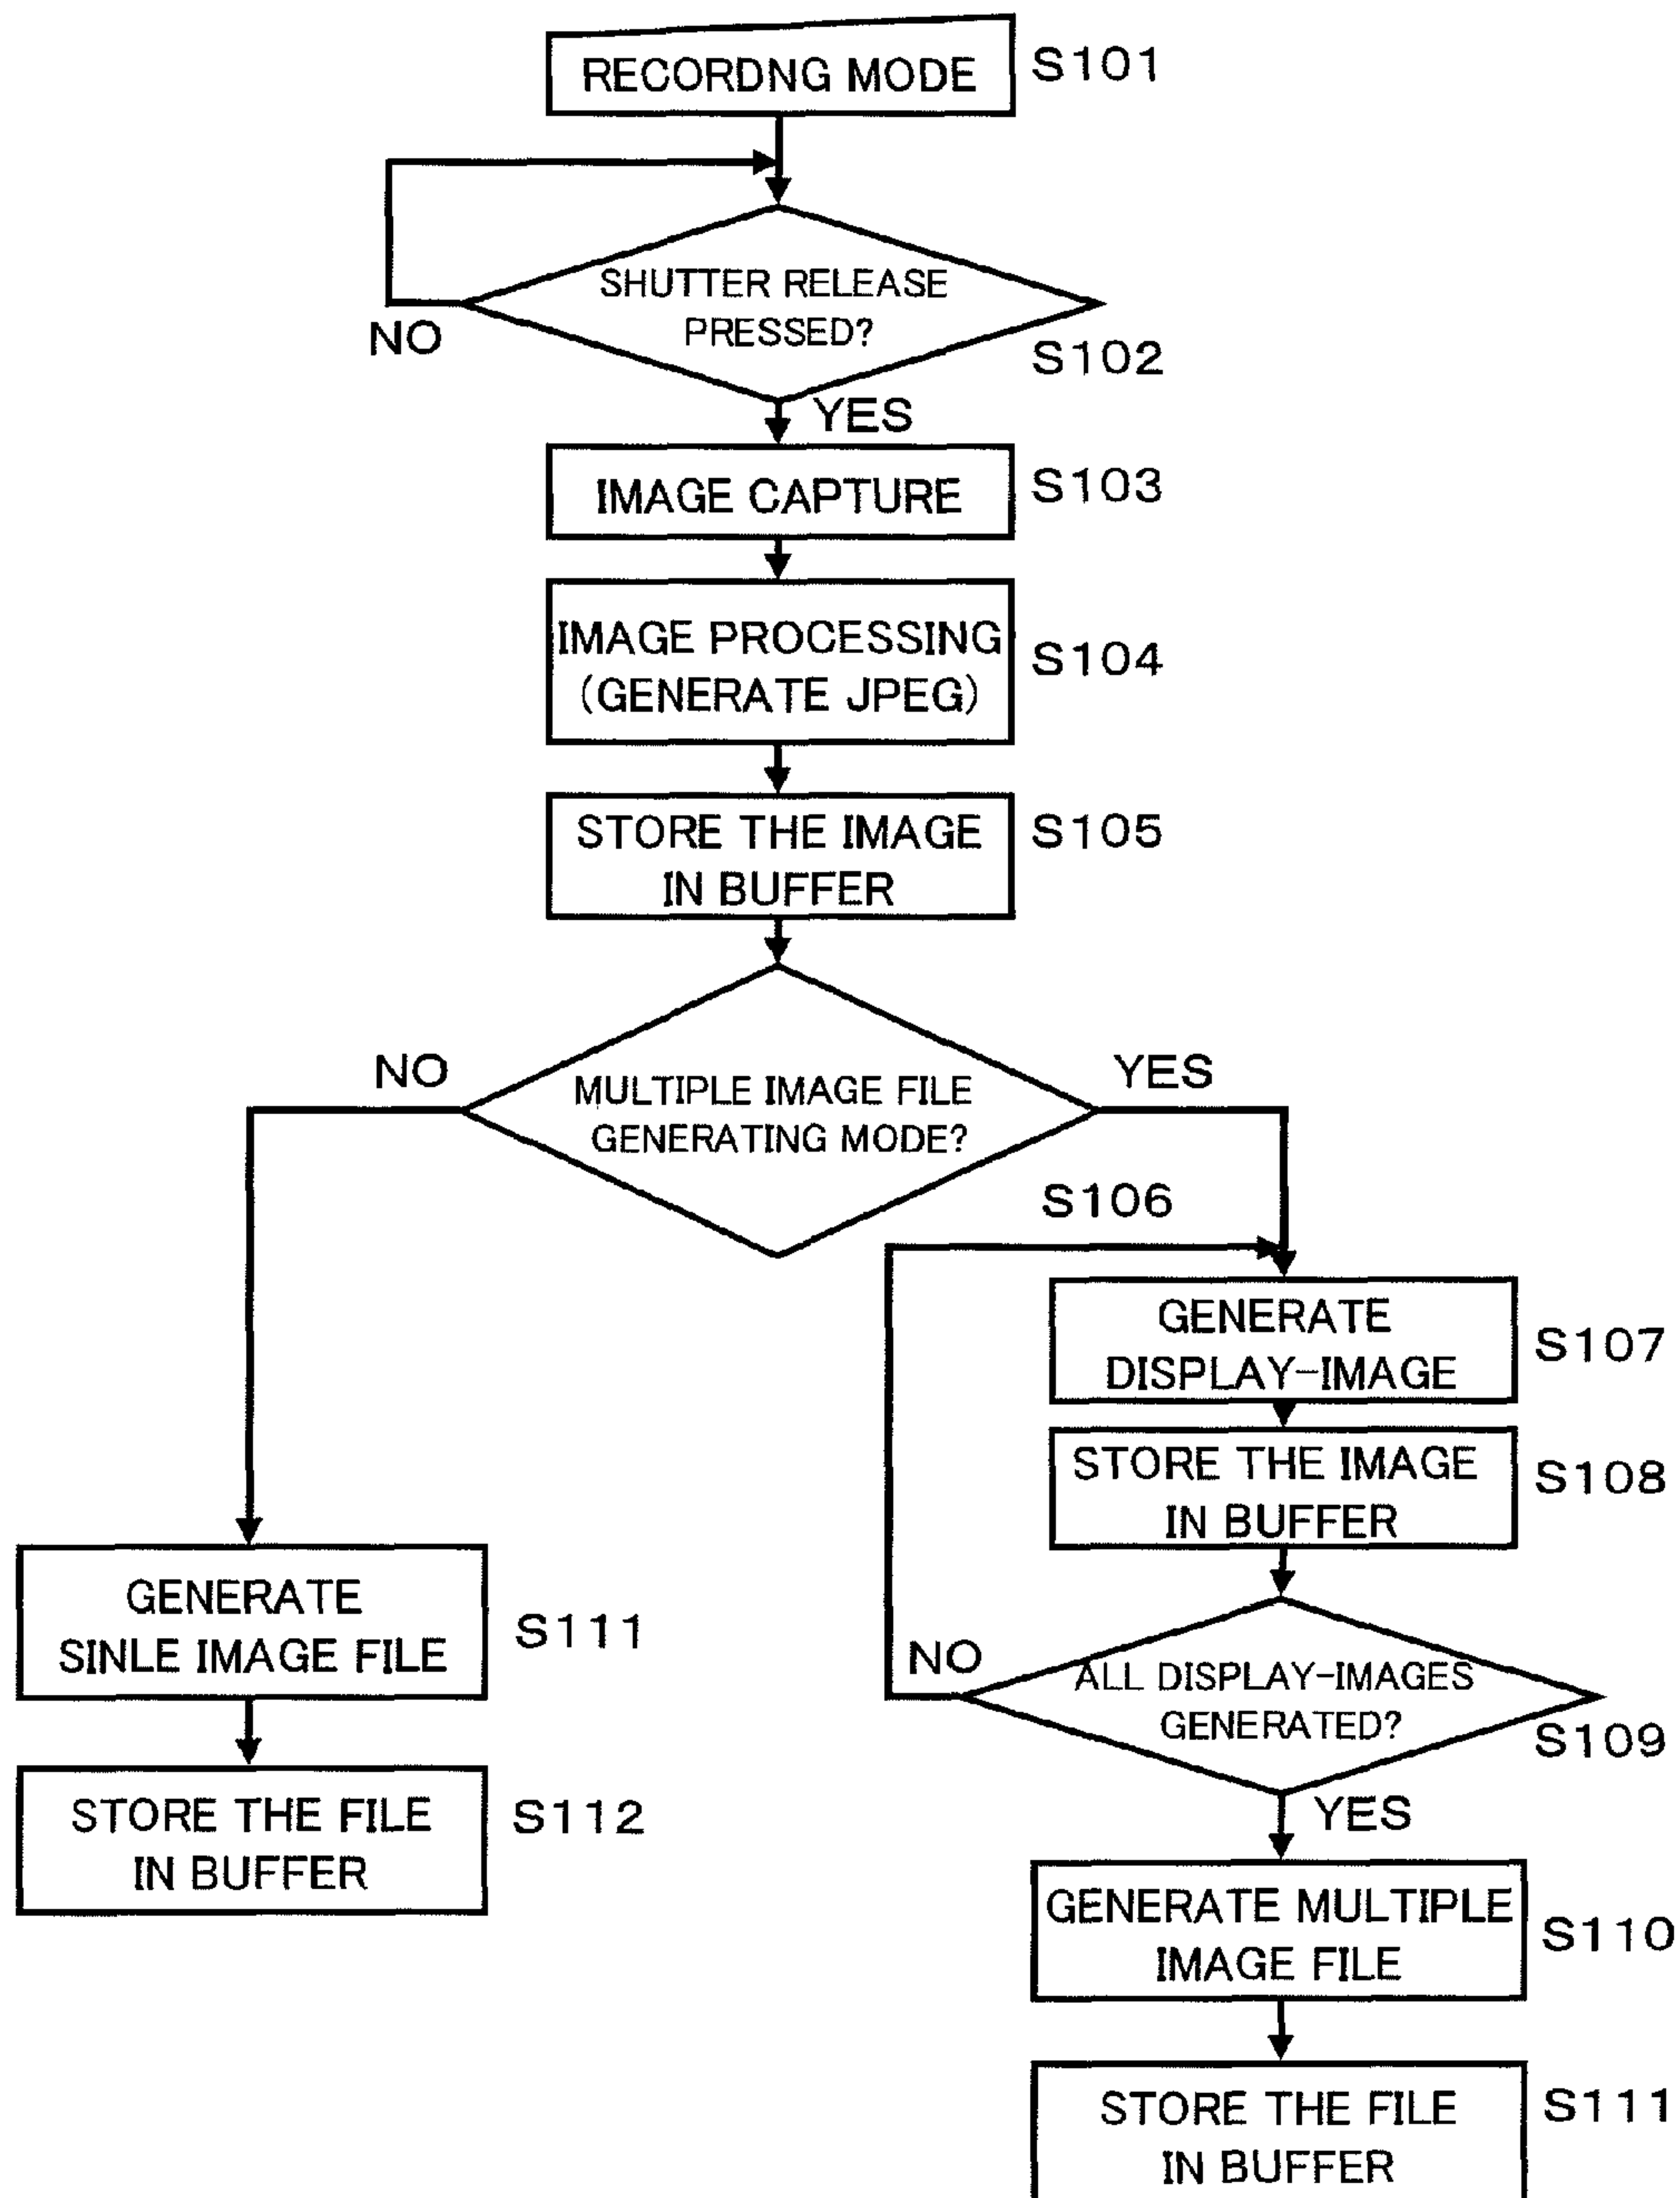 RECORDNG MODE
S101
SHUTTER RELEASE
PRESSED?
NO
S102
YES
IMAGE CAPTURE
S103
IMAGE PROCESSING
(GENERATE JPEG)
S104
STORE THE IMAGE
IN BUFFER
S105
NO
MULTIPLE IMAGE FILE
GENERATING MODE?
YES
S106
GENERATE
DISPLAY-IMAGE
S107
STORE THE IMAGE
IN BUFFER
S108
NO
ALL DISPLAY-IMAGES
GENERATED?
S109
YES
GENERATE MULTIPLE
IMAGE FILE
S110
STORE THE FILE
IN BUFFER
S111
GENERATE
SINLE IMAGE FILE
S111
STORE THE FILE
IN BUFFER
S112